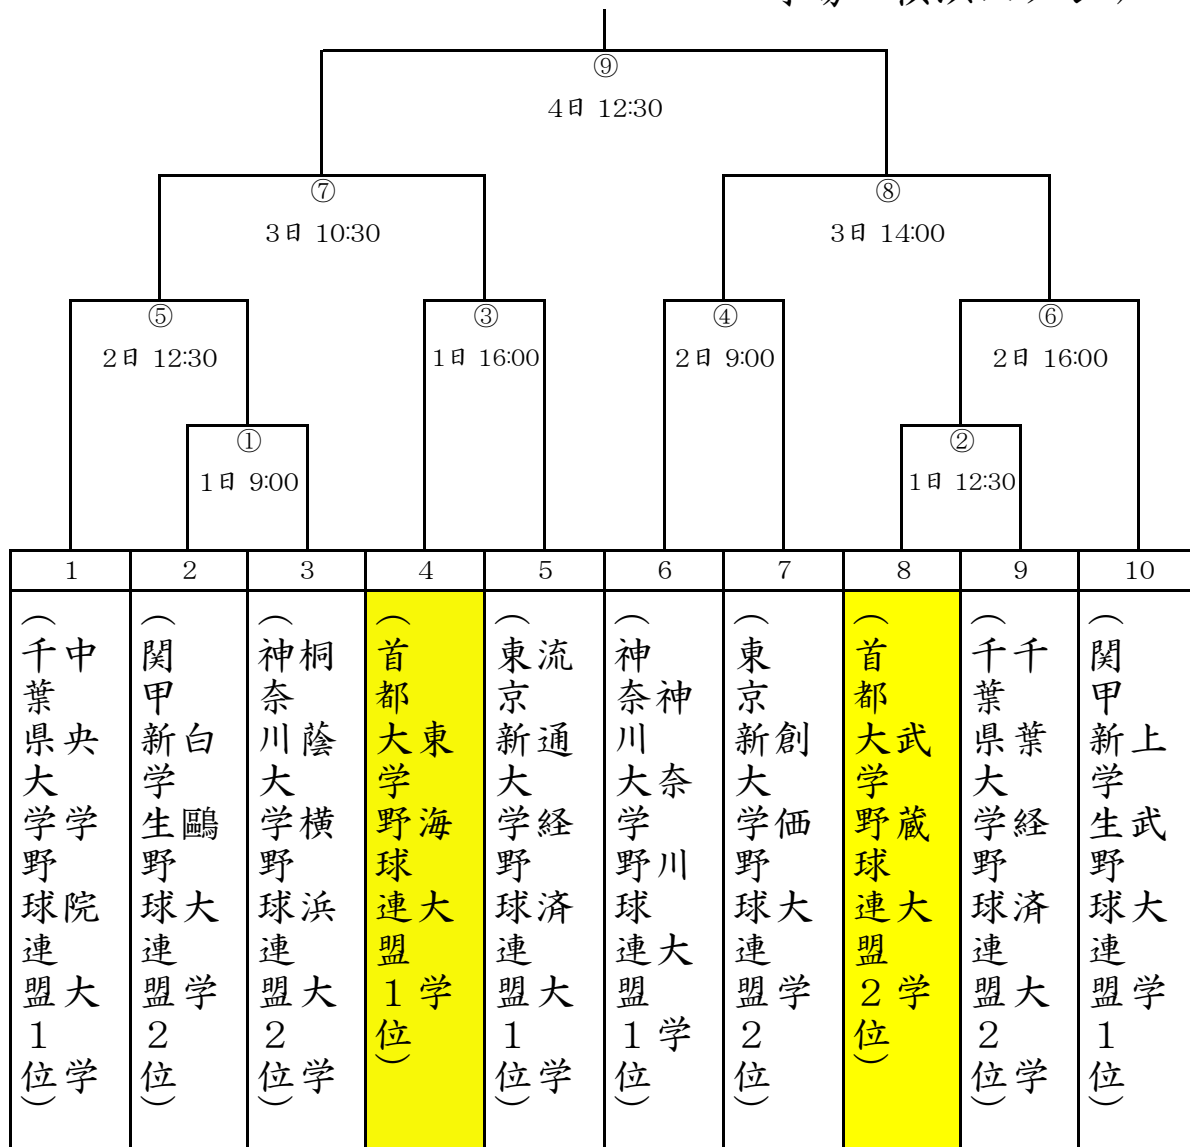 ⑨
4日 12:30
⑦
3日 10:30
⑧
3日 14:00
⑤
2日 12:30
③
1日 16:00
④
2日 9:00
⑥
2日 16:00
①
1日 9:00
②
1日 12:30
1
2
3
4
5
6
7
8
9
10
中央学院大学
(千葉県大学野球連盟1位)
白鷗大学
(関甲新学生野球連盟2位)
桐蔭横浜大学
(神奈川大学野球連盟2位)
東海大学
(首都大学野球連盟1位)
流通経済大学
(東京新大学野球連盟1位)
神奈川大学
(神奈川大学野球連盟1位)
創価大学
(東京新大学野球連盟2位)
武蔵大学
(首都大学野球連盟2位)
千葉経済大学
(千葉県大学野球連盟2位)
上武大学
(関甲新学生野球連盟1位)